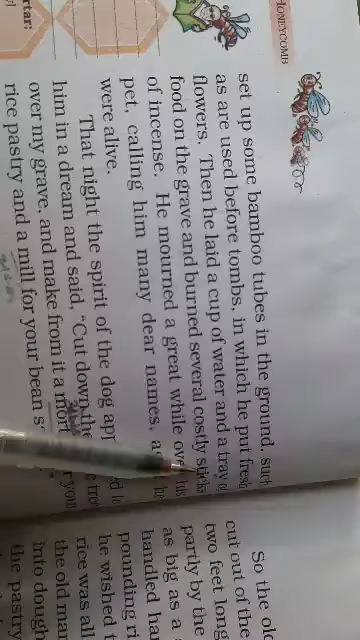 HONEYCOMB
set up some bamboo tubes in the ground, such
as are used before tombs, in which he put fresh
flowers. Then he laid a cup of water and a tray of
food on the grave and burned several costly sticks
of incense. He mourned a great while over his
pet, calling him many dear names, as he
were alive.
That night the spirit of the dog to
him in a dream and said, "Cut down the tree
over my grave, and make from it a your
rice pastry and a mill for your bean
rtar:
So the
cut out of the
two feet long
partly by the
as big as a
handled
pounding
he wished
rice was all
the old man
into dough
the pastry